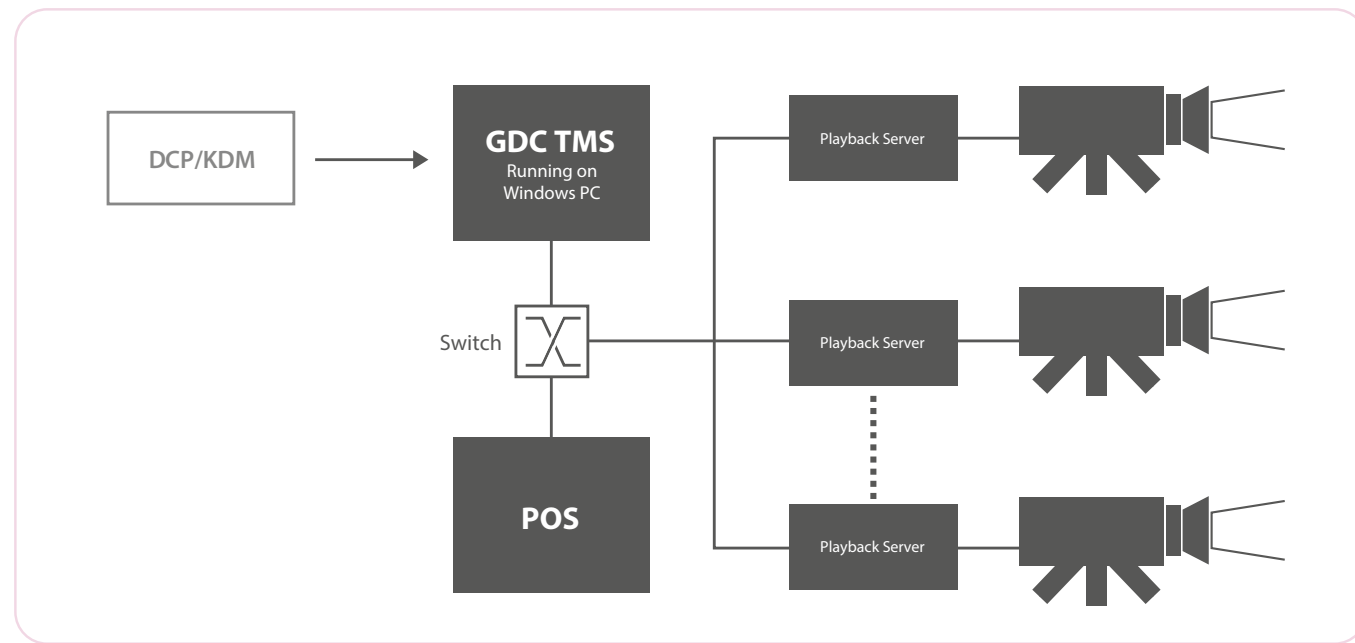 DCP/KDM
GDC TMS
Running on
Windows PC
Switch
POS
Playback Server
Playback Server
Playback Server